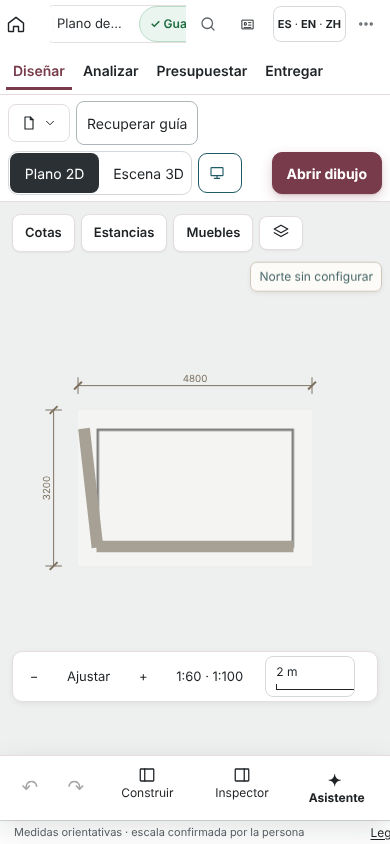 Plano de... ✓ Gua ES · EN · ZH
Diseñar Analizar Presupuestar Entregar
Recuperar guía
Plano 2D Escena 3D Abrir dibujo
Cotas Estancias Muebles
Norte sin configurar
4800
3200
− Ajustar + 1:60 · 1:100 2 m
Construir Inspector Asistente
Medidas orientativas · escala confirmada por la persona Leg